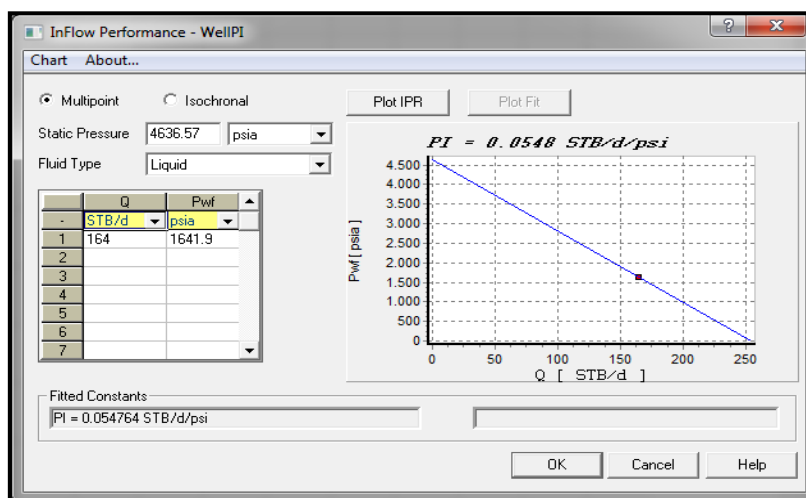 InFlow Performance - WellPI
Chart About...
Multipoint Isochronal
Plot IPR Plot Fit
Static Pressure 4636.57 psia
Fluid Type Liquid
Q Pwf
- STB/d psia
1 164 1641.9
2
3
4
5
6
7
PI = 0.0548 STB/d/psi
Pwf [ psia ]
4.500
4.000
3.500
3.000
2.500
2.000
1.500
1.000
500
0
0 50 100 150 200 250
Q [ STB/d ]
Fitted Constants
PI = 0.054764 STB/d/psi
OK Cancel Help